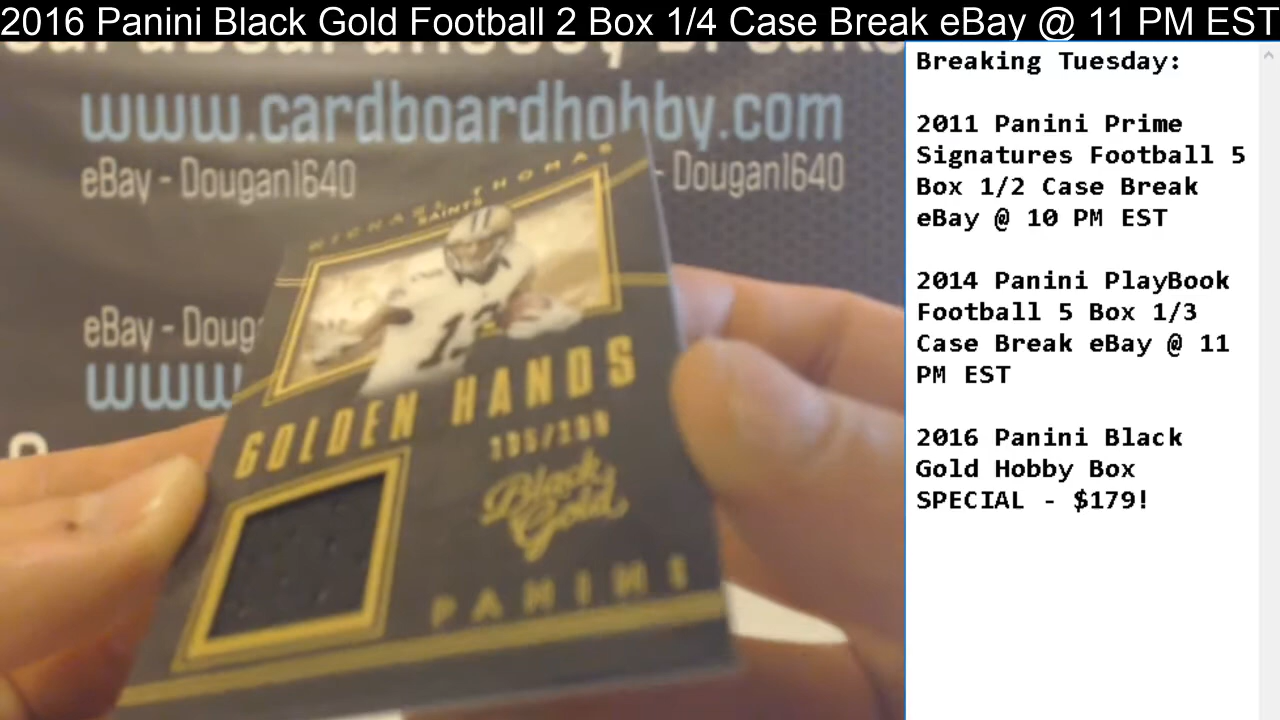 2016 Panini Black Gold Football 2 Box 1/4 Case Break eBay @ 11 PM EST
www.cardboardhobby.com
eBay - Dougan1640
- Dougan1640
eBay - Doug
www
MICHAEL THOMAS
SAINTS
GOLDEN HANDS
Black
Gold
PANINI
Breaking Tuesday:
2011 Panini Prime
Signatures Football 5
Box 1/2 Case Break
eBay @ 10 PM EST
2014 Panini PlayBook
Football 5 Box 1/3
Case Break eBay @ 11
PM EST
2016 Panini Black
Gold Hobby Box
SPECIAL - $179!